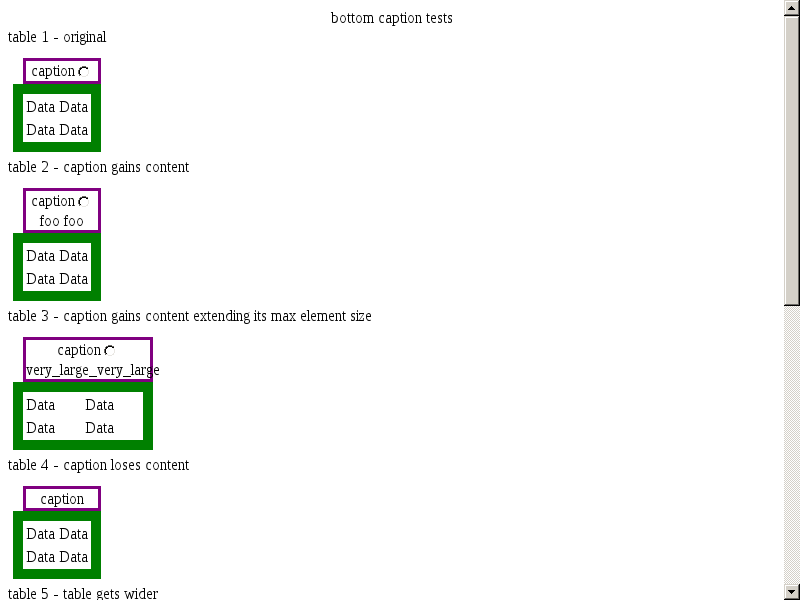 bottom caption tests
table 1 - original
caption
Data Data
Data Data
table 2 - caption gains content
caption
foo foo
Data Data
Data Data
table 3 - caption gains content extending its max element size
caption
very_large_very_large
Data Data
Data Data
table 4 - caption loses content
caption
Data Data
Data Data
table 5 - table gets wider